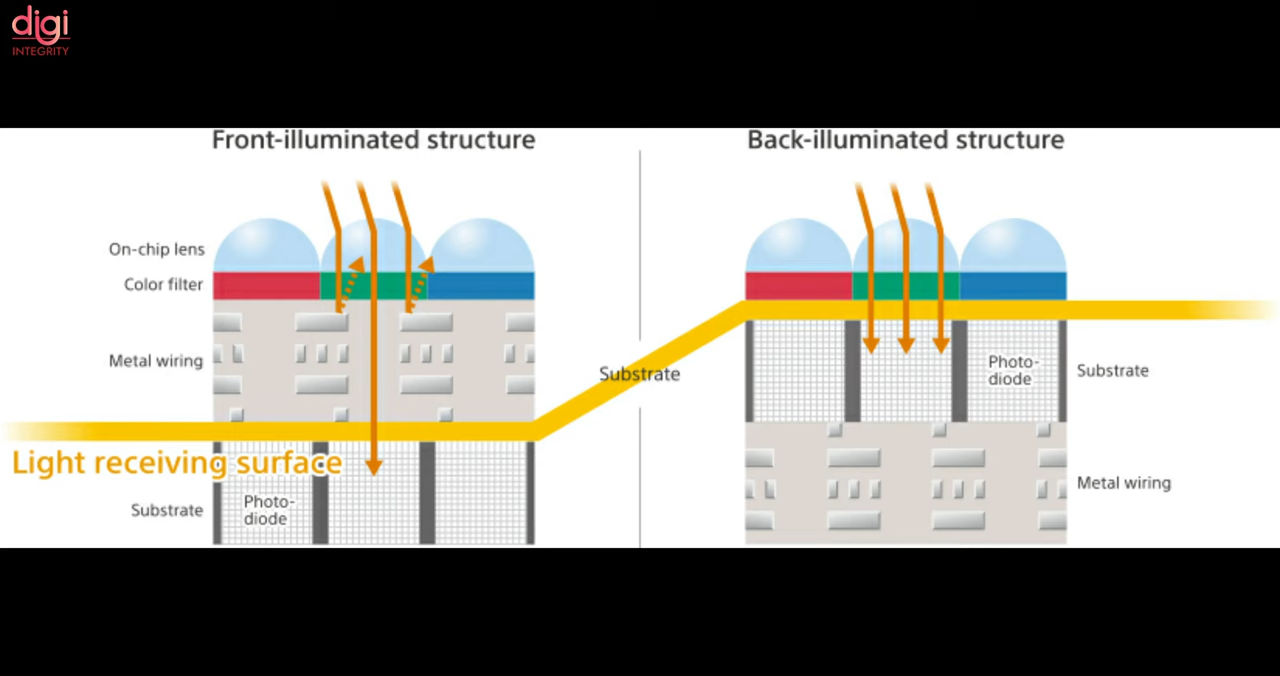 digi
INTEGRITY
Front-illuminated structure
Back-illuminated structure
On-chip lens
Color filter
Metal wiring
Light receiving surface
Substrate
Photo-
diode
Substrate
Photo-
diode
Substrate
Metal wiring